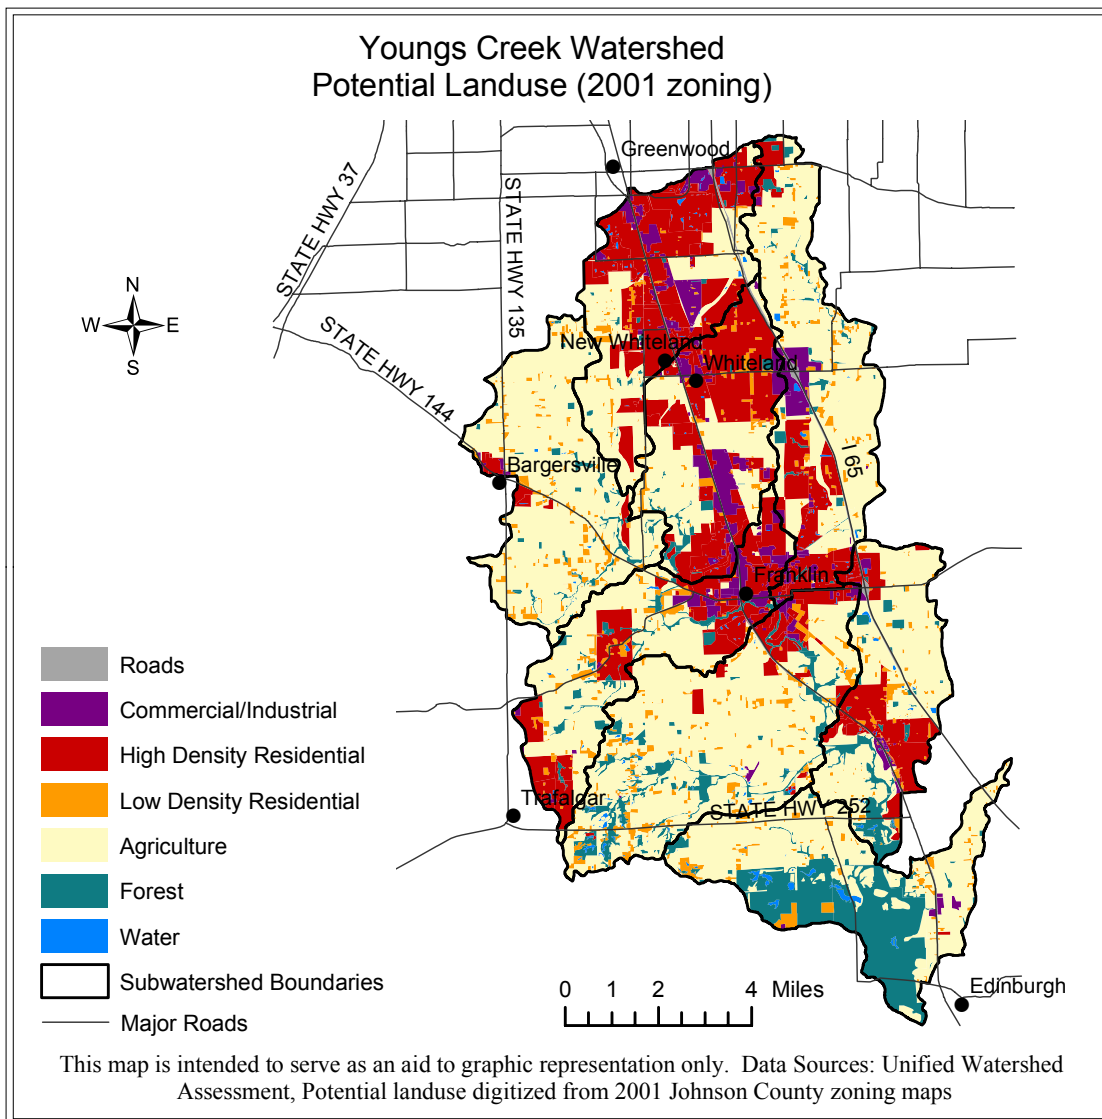 Youngs Creek Watershed
Potential Landuse (2001 zoning)
Greenwood
STATE HWY 37
STATE HWY 135
N
W E
S
STATE HWY 144
New Whiteland
Whiteland
I 65
Bargersville
Franklin
Roads
Commercial/Industrial
High Density Residential
Low Density Residential
Trafalgar
STATE HWY 252
Agriculture
Forest
Water
Subwatershed Boundaries
Major Roads
0 1 2 4 Miles
Edinburgh
This map is intended to serve as an aid to graphic representation only. Data Sources: Unified Watershed
Assessment, Potential landuse digitized from 2001 Johnson County zoning maps